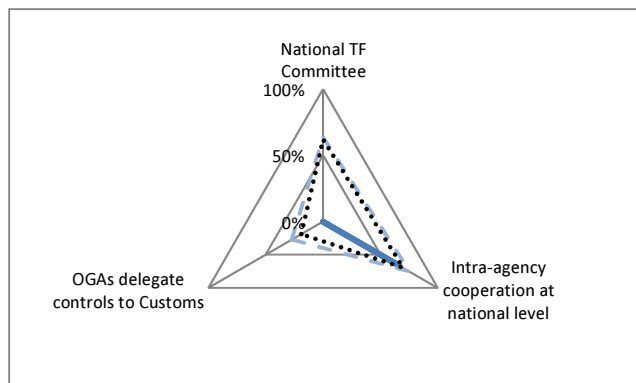 National TF
Committee
100%
50%
0%
OGAs delegate
controls to Customs
Intra-agency
cooperation at
national level